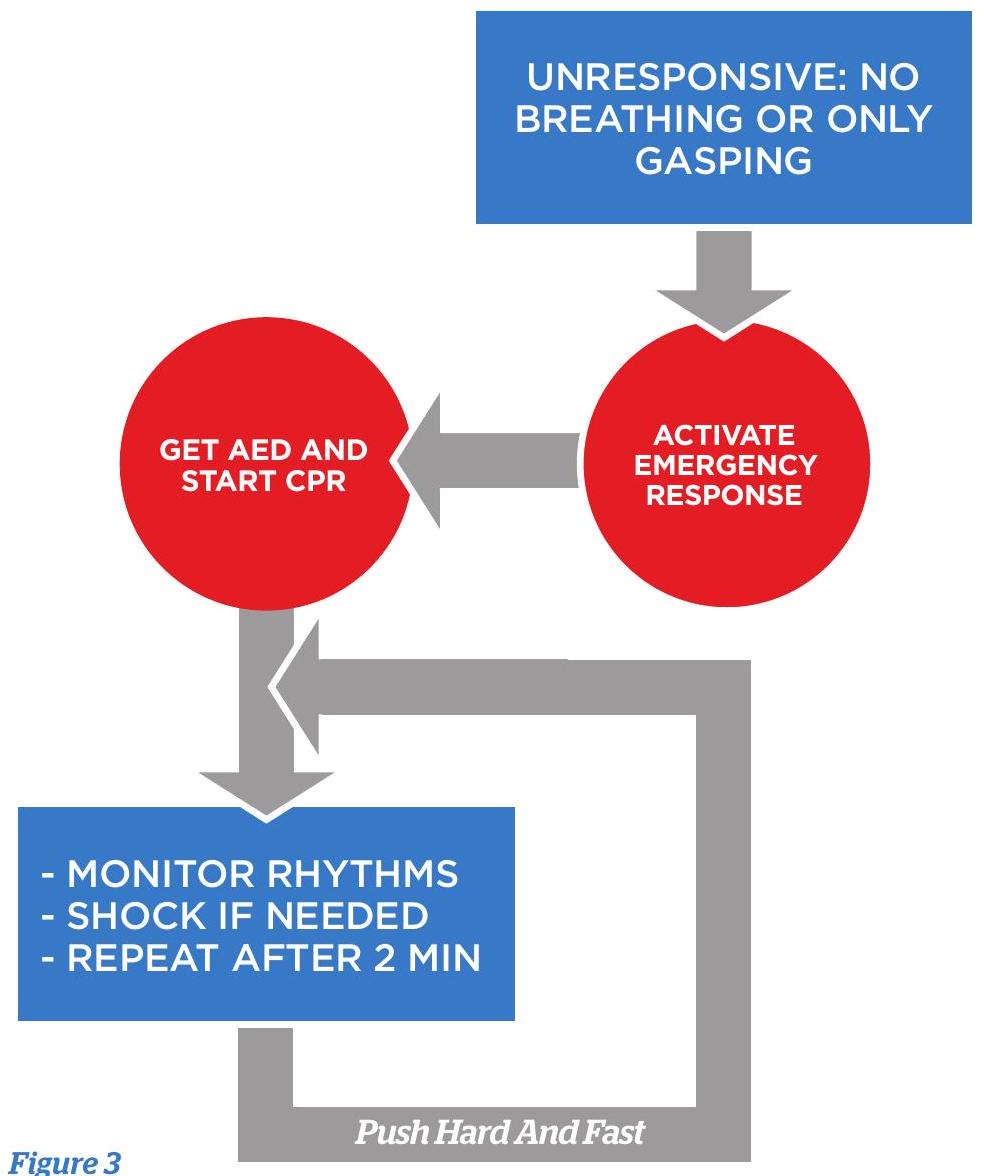 UNRESPONSIVE: NO
BREATHING OR ONLY
GASPING
ACTIVATE
EMERGENCY
RESPONSE
GET AED AND
START CPR
- MONITOR RHYTHMS
- SHOCK IF NEEDED
- REPEAT AFTER 2 MIN
Push Hard And Fast
Figure 3